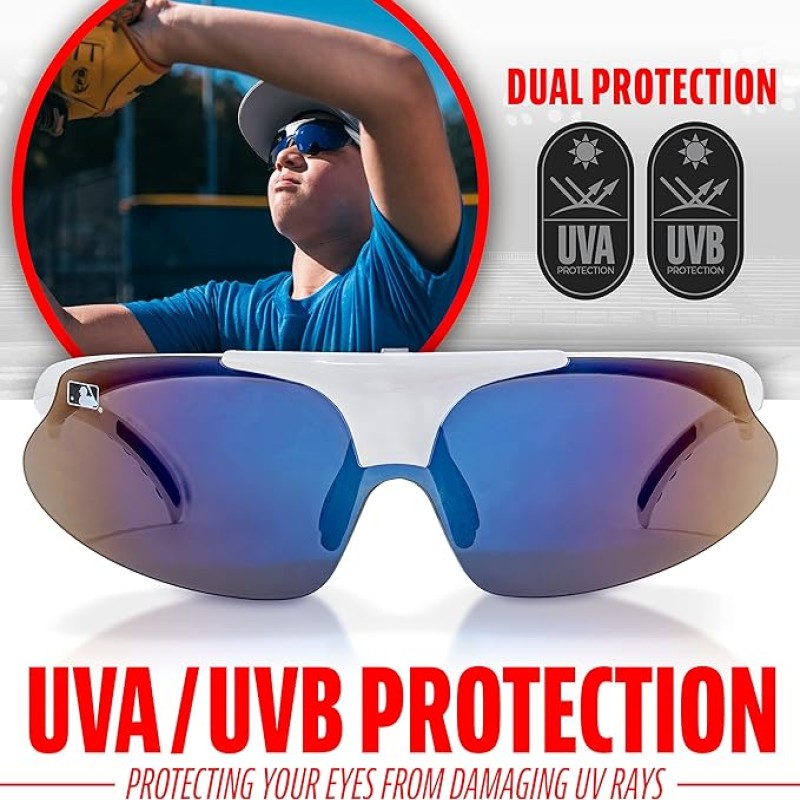 DUAL PROTECTION
UVA
PROTECTION
UVB
PROTECTION
UVA/UVB PROTECTION
PROTECTING YOUR EYES FROM DAMAGING UV RAYS